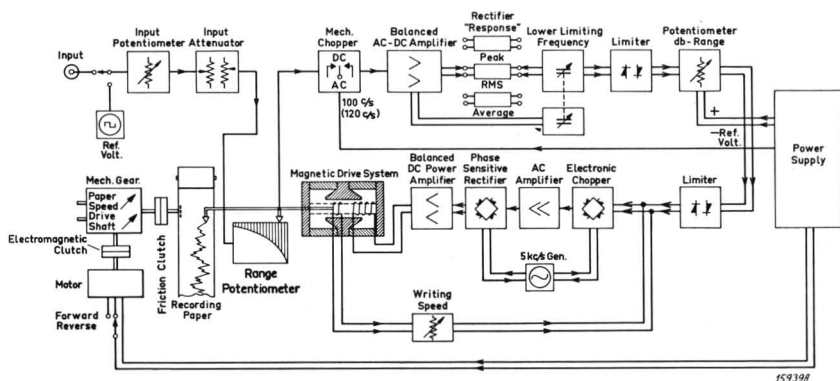 Input
Input
Potentiometer
Input
Attenuator
Ref.
Volt.
Mech.
Chopper
DC
AC
100 c/s
(120 c/s)
Balanced
AC-DC Amplifier
Rectifier
"Response"
Peak
RMS
Average
Lower Limiting
Frequency
Limiter
Potentiometer
db-Range
+
−Ref.
Volt.
Power
Supply
Mech. Gear.
Paper
Speed
Drive
Shaft
Electromagnetic
Clutch
Motor
Forward
Reverse
Friction Clutch
Recording
Paper
Range
Potentiometer
Magnetic Drive System
Balanced
DC Power
Amplifier
Phase
Sensitive
Rectifier
AC
Amplifier
Electronic
Chopper
Limiter
5 kc/s Gen.
Writing
Speed
159398